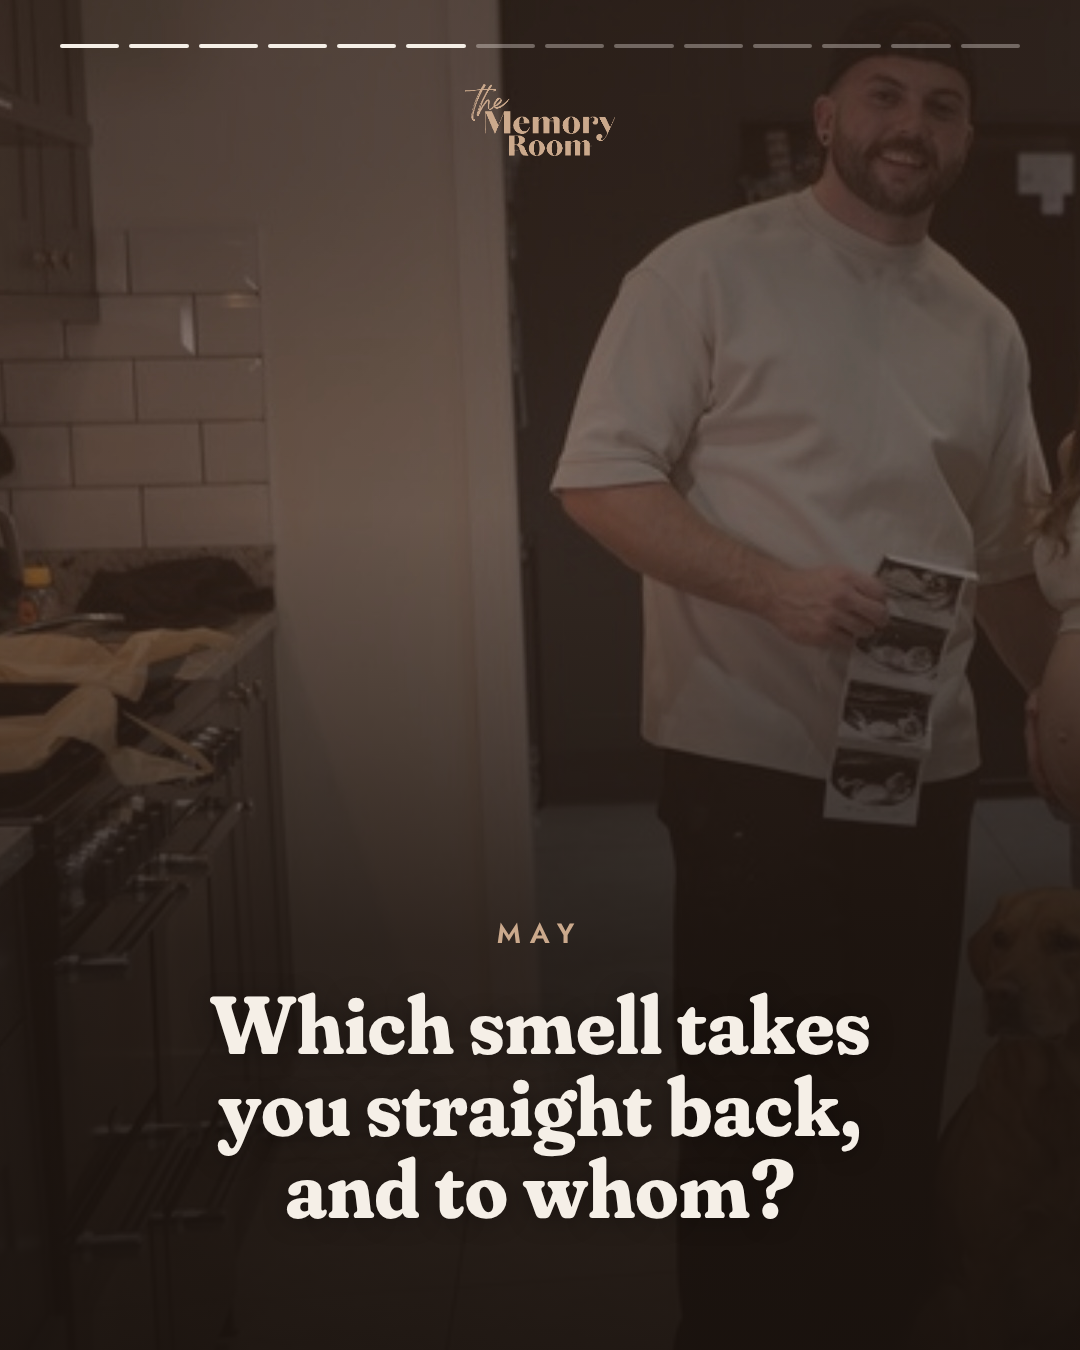 the
Memory
Room
MAY
Which smell takes
you straight back,
and to whom?